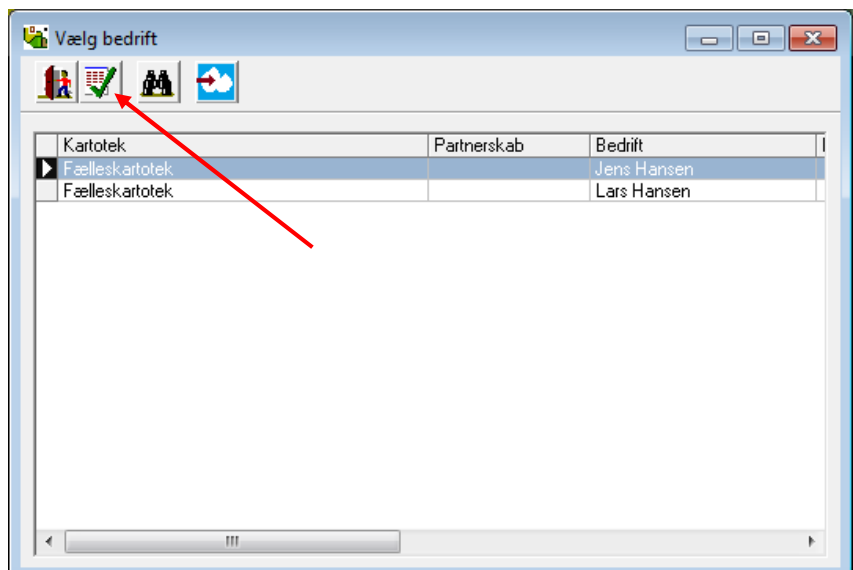 Vælg bedrift
Kartotek Partnerskab Bedrift
Fælleskartotek Jens Hansen
Fælleskartotek Lars Hansen